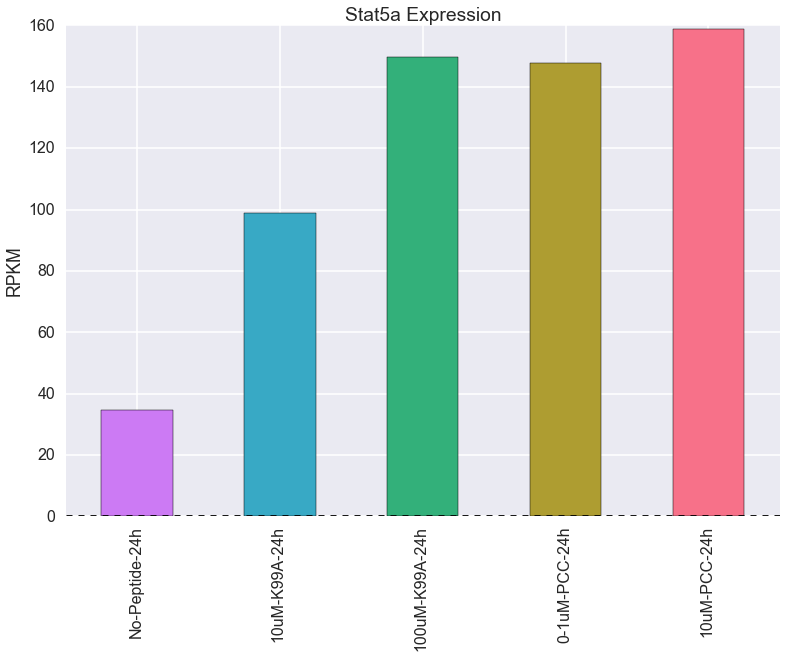 Stat5a Expression
RPKM
160
140
120
100
80
60
40
20
0
No-Peptide-24h
10uM-K99A-24h
100uM-K99A-24h
0-1uM-PCC-24h
10uM-PCC-24h